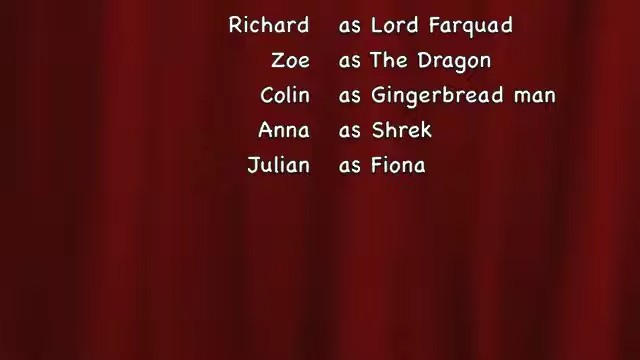 Richard as Lord Farquad
Zoe as The Dragon
Colin as Gingerbread man
Anna as Shrek
Julian as Fiona